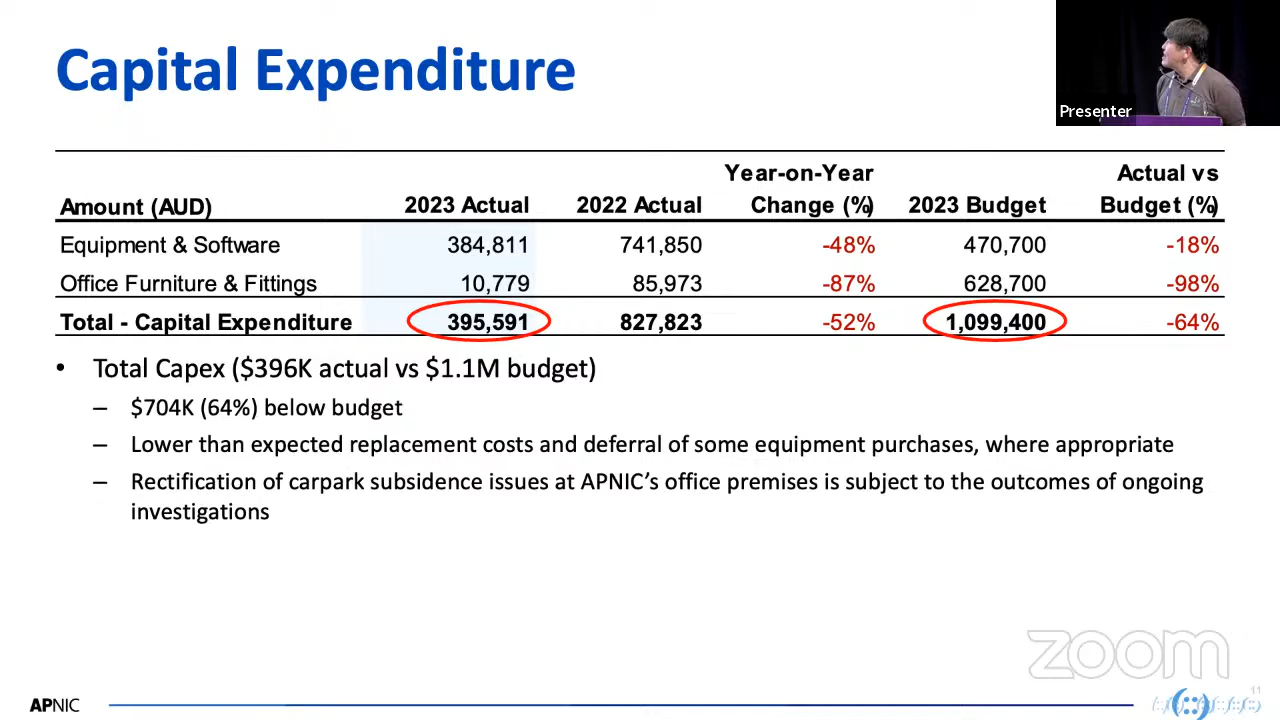 Capital Expenditure
Presenter
Year-on-Year Actual vs
Amount (AUD) 2023 Actual 2022 Actual Change (%) 2023 Budget Budget (%)
Equipment & Software 384,811 741,850 -48% 470,700 -18%
Office Furniture & Fittings 10,779 85,973 -87% 628,700 -98%
Total - Capital Expenditure 395,591 827,823 -52% 1,099,400 -64%
• Total Capex ($396K actual vs $1.1M budget)
– $704K (64%) below budget
– Lower than expected replacement costs and deferral of some equipment purchases, where appropriate
– Rectification of carpark subsidence issues at APNIC’s office premises is subject to the outcomes of ongoing
investigations
zoom
11
APNIC